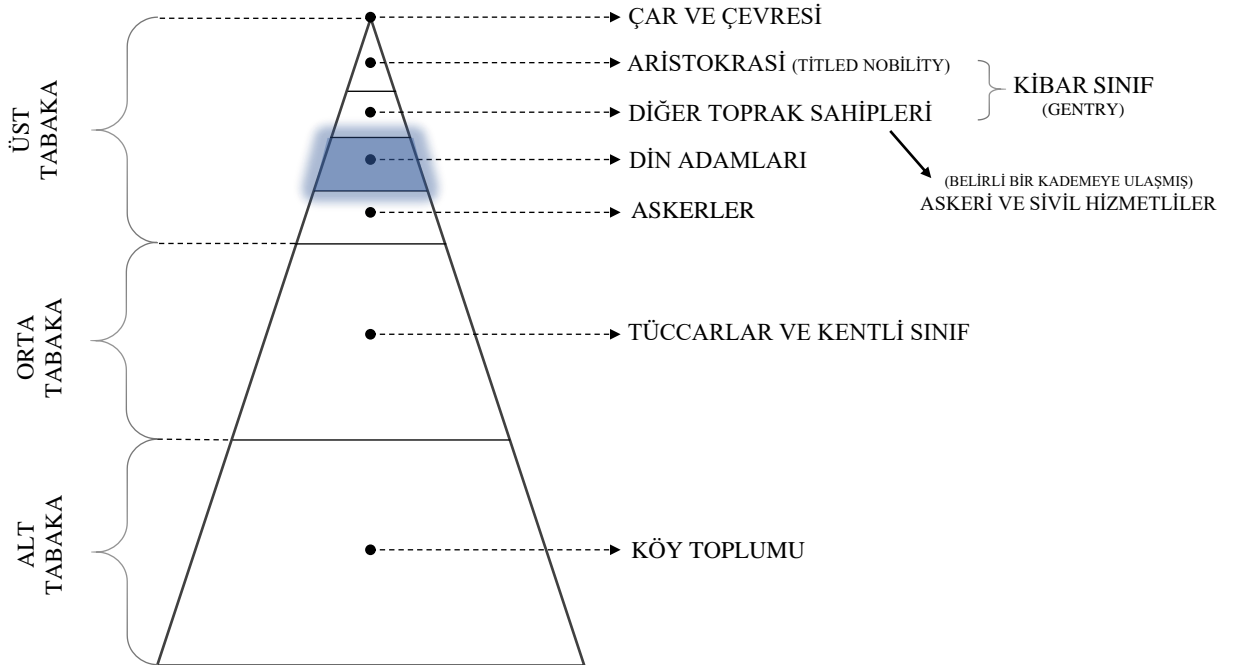 ÇAR VE ÇEVRESİ
ARİSTOKRASİ (TİTLED NOBİLİTY)
DİĞER TOPRAK SAHİPLERİ
KİBAR SINIF
(GENTRY)
DİN ADAMLARI
(BELİRLİ BİR KADEMEYE ULAŞMIŞ)
ASKERİ VE SİVİL HİZMETLİLER
ASKERLER
ÜST
TABAKA
TÜCCARLAR VE KENTLİ SINIF
ORTA
TABAKA
KÖY TOPLUMU
ALT
TABAKA